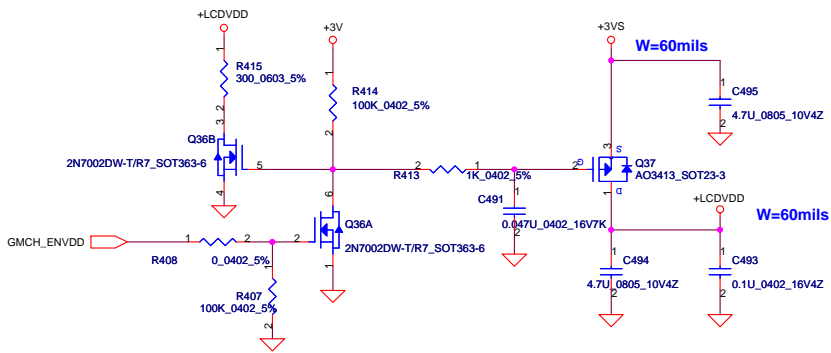 +LCDVDD
+3V
+3VS
W=60mils
1
R415
300_0603_5%
2
1
R414
100K_0402_5%
2
1
C495
4.7U_0805_10V4Z
2
3
Q36B
2N7002DW-T/R7_SOT363-6
5
4
2
R413
1
1K_0402_5%
2
G
3
S
Q37
AO3413_SOT23-3
D
1
1
C491
0.047U_0402_16V7K
2
+LCDVDD
W=60mils
6
Q36A
2N7002DW-T/R7_SOT363-6
2
1
GMCH_ENVDD
1
R408
2
0_0402_5%
1
R407
100K_0402_5%
2
1
C494
4.7U_0805_10V4Z
2
1
C493
0.1U_0402_16V4Z
2